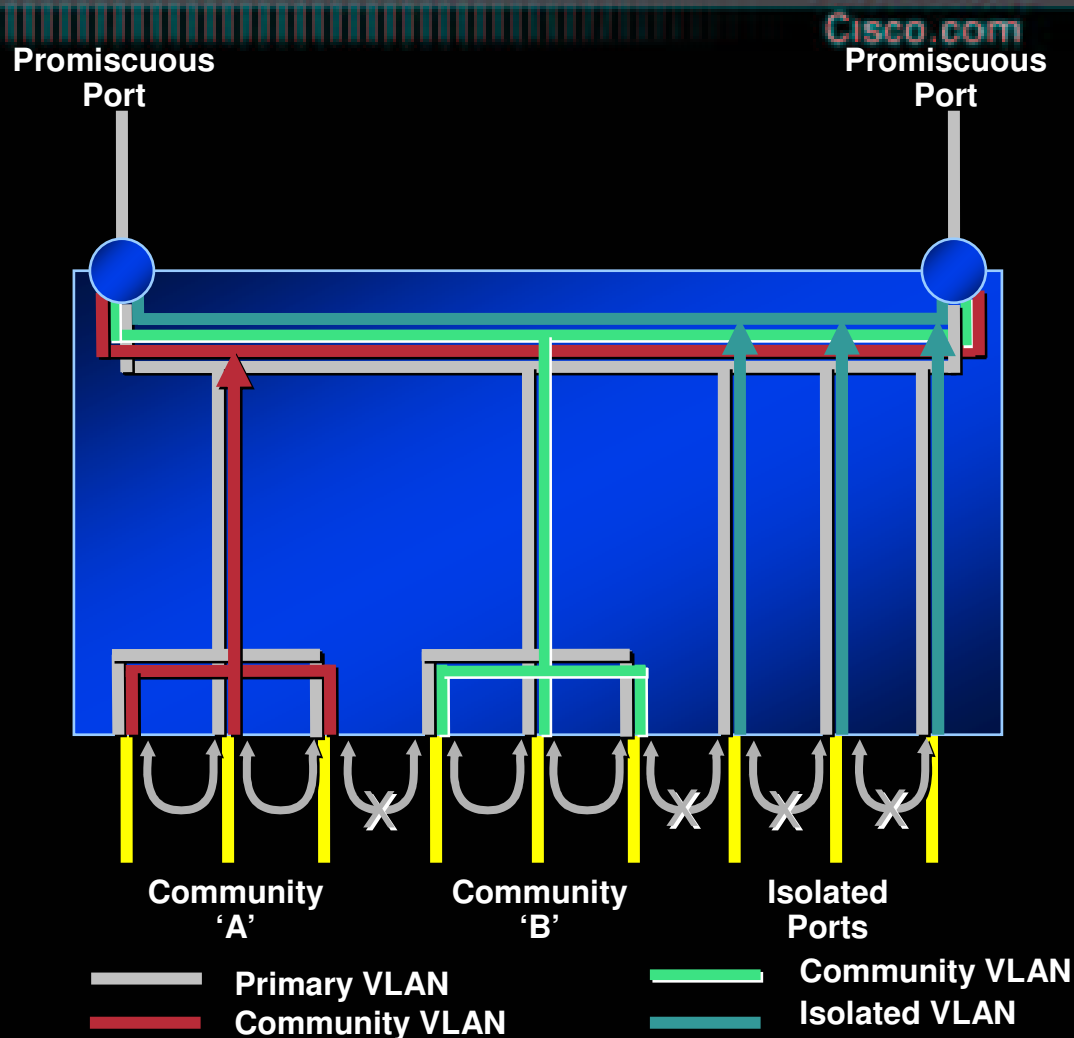 Cisco.com
Promiscuous
Port
Promiscuous
Port
X
X
X
X
Community
‘A’
Community
‘B’
Isolated
Ports
Primary VLAN
Community VLAN
Community VLAN
Isolated VLAN